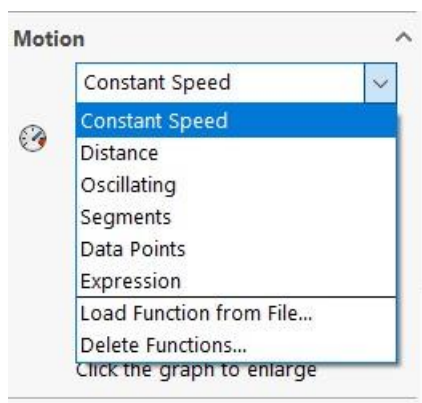 Motion
Constant Speed
Constant Speed
Distance
Oscillating
Segments
Data Points
Expression
Load Function from File...
Delete Functions...
Click the graph to enlarge